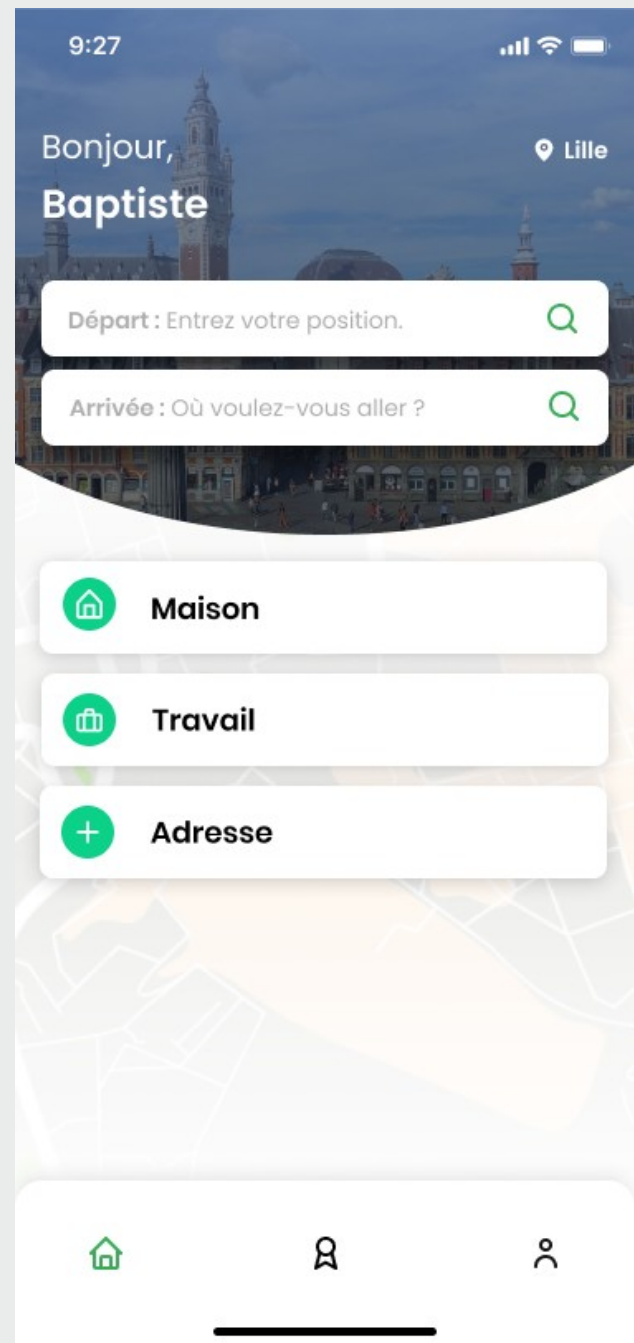 9:27
Bonjour,
Lille
Baptiste
Départ : Entrez votre position.
Arrivée : Où voulez-vous aller ?
Maison
Travail
Adresse